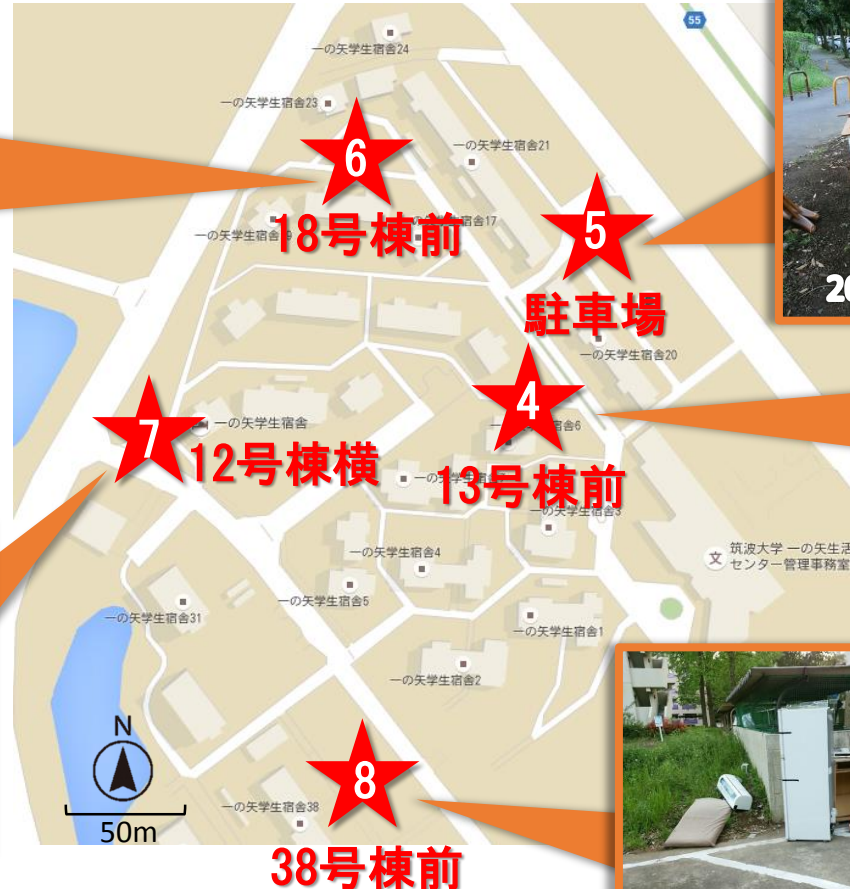 55
一の矢学生宿舎24
一の矢学生宿舎23
6
一の矢学生宿舎21
18号棟前
5
駐車場
一の矢学生宿舎20
4
7
一の矢学生宿舎
12号棟横
13号棟前
一の矢学生宿舎3
一の矢学生宿舎4
筑波大学 一の矢生活
センター管理事務室
一の矢学生宿舎5
一の矢学生宿舎31
一の矢学生宿舎1
一の矢学生宿舎2
N
50m
8
一の矢学生宿舎38
38号棟前